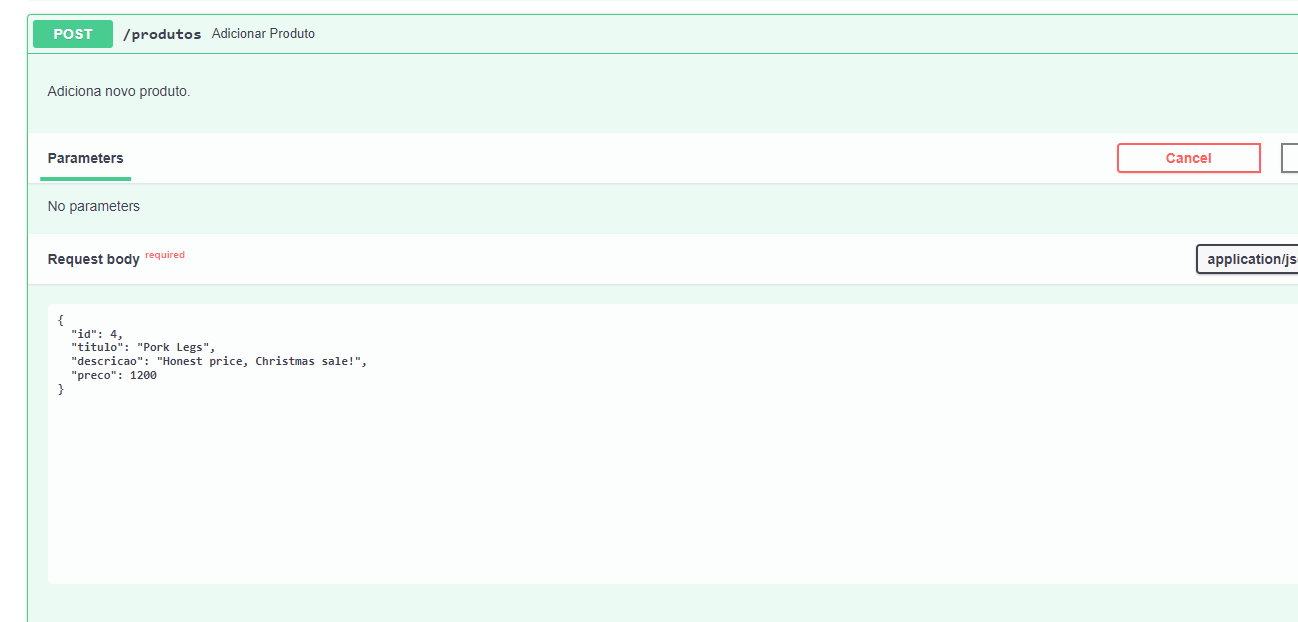 POST /produtos Adicionar Produto
Adiciona novo produto.
Parameters
Cancel
No parameters
Request body required
application/js
{
  "id": 4,
  "titulo": "Pork Legs",
  "descricao": "Honest price, Christmas sale!",
  "preco": 1200
}